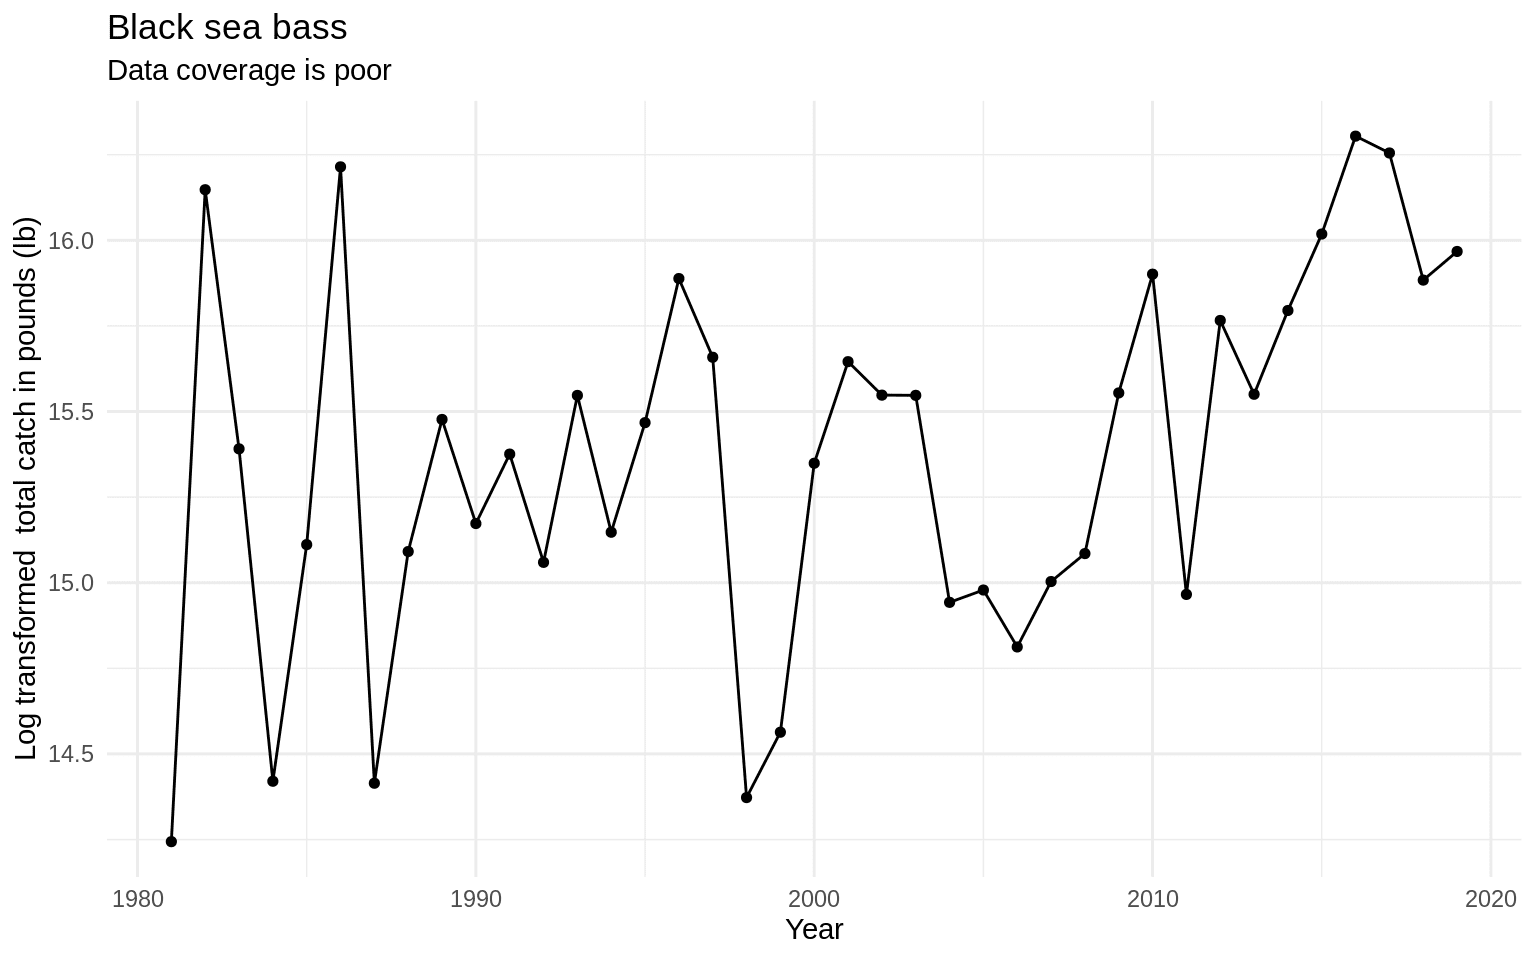 Black sea bass
Data coverage is poor
Log transformed  total catch in pounds (lb)
16.0
15.5
15.0
14.5
1980
1990
2000
2010
2020
Year